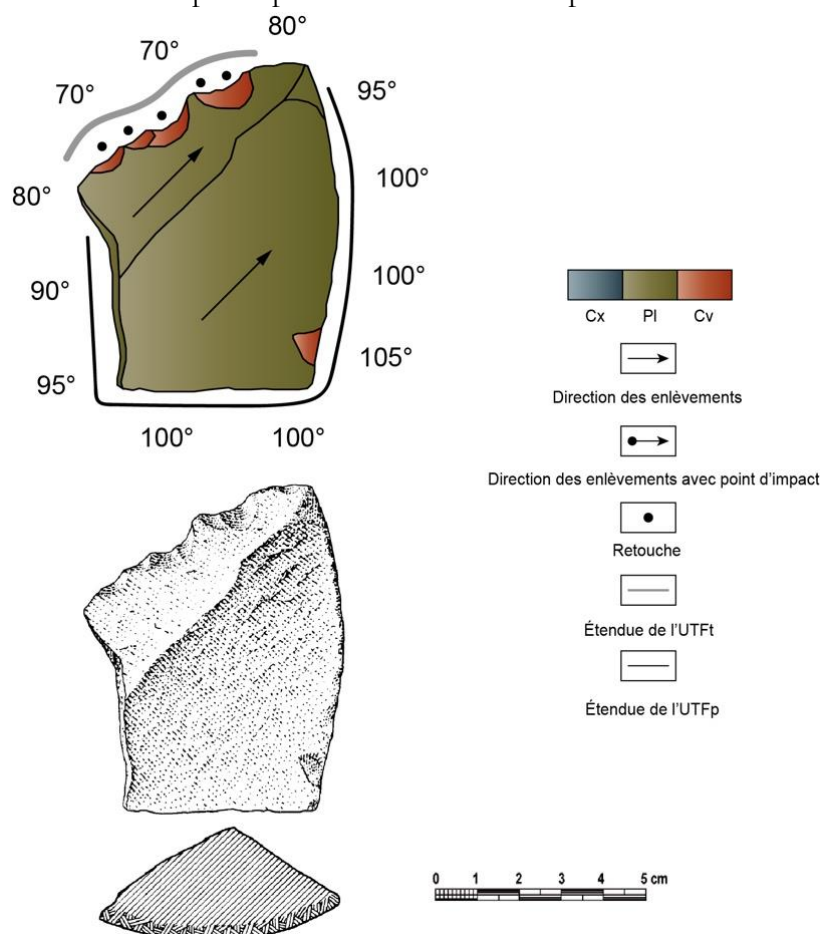 80°
70°
70°
95°
80°
100°
90°
100°
105°
95°
100°
100°
Cx
Pl
Cv
Direction des enlèvements
Direction des enlèvements avec point d'impact
Retouche
Étendue de l'UTFt
Étendue de l'UTFp
0 1 2 3 4 5 cm